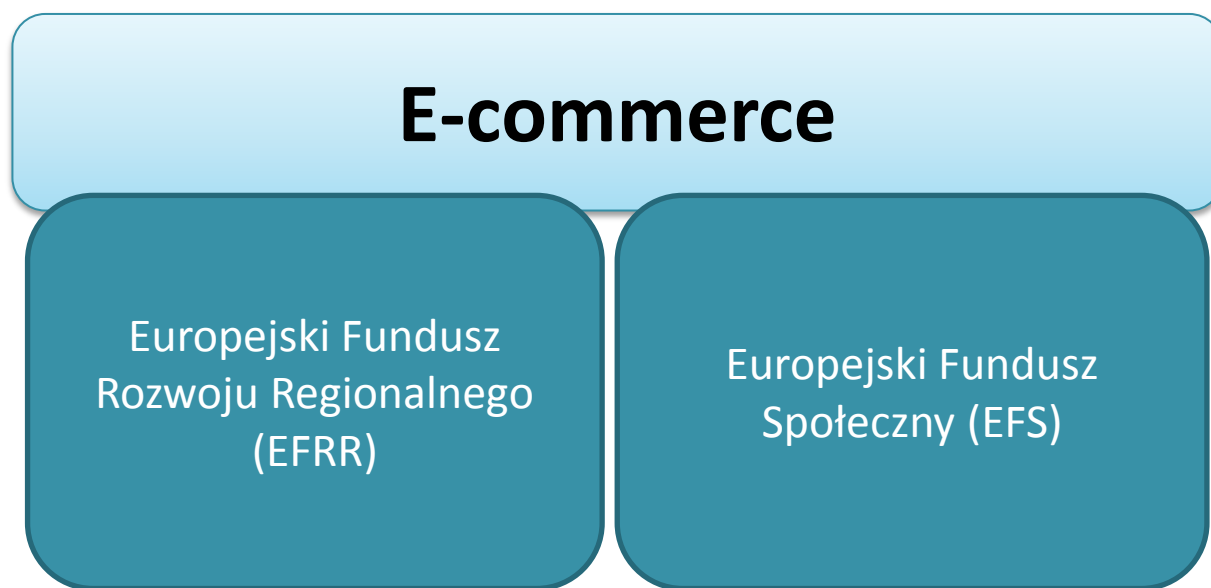 E-commerce
Europejski Fundusz
Rozwoju Regionalnego
(EFRR)
Europejski Fundusz
Społeczny (EFS)